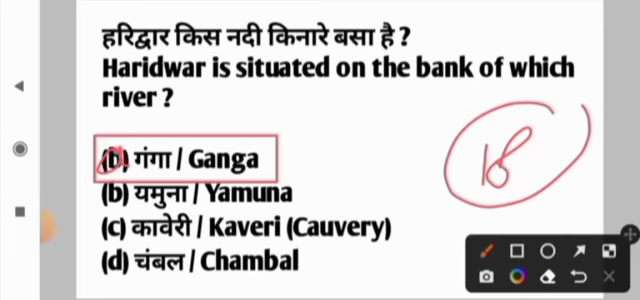 हरिद्वार किस नदी किनारे बसा है ?
Haridwar is situated on the bank of which
river ?
गंगा / Ganga
(b) यमुना / Yamuna
(c) कावेरी / Kaveri (Cauvery)
(d) चंबल / Chambal
18